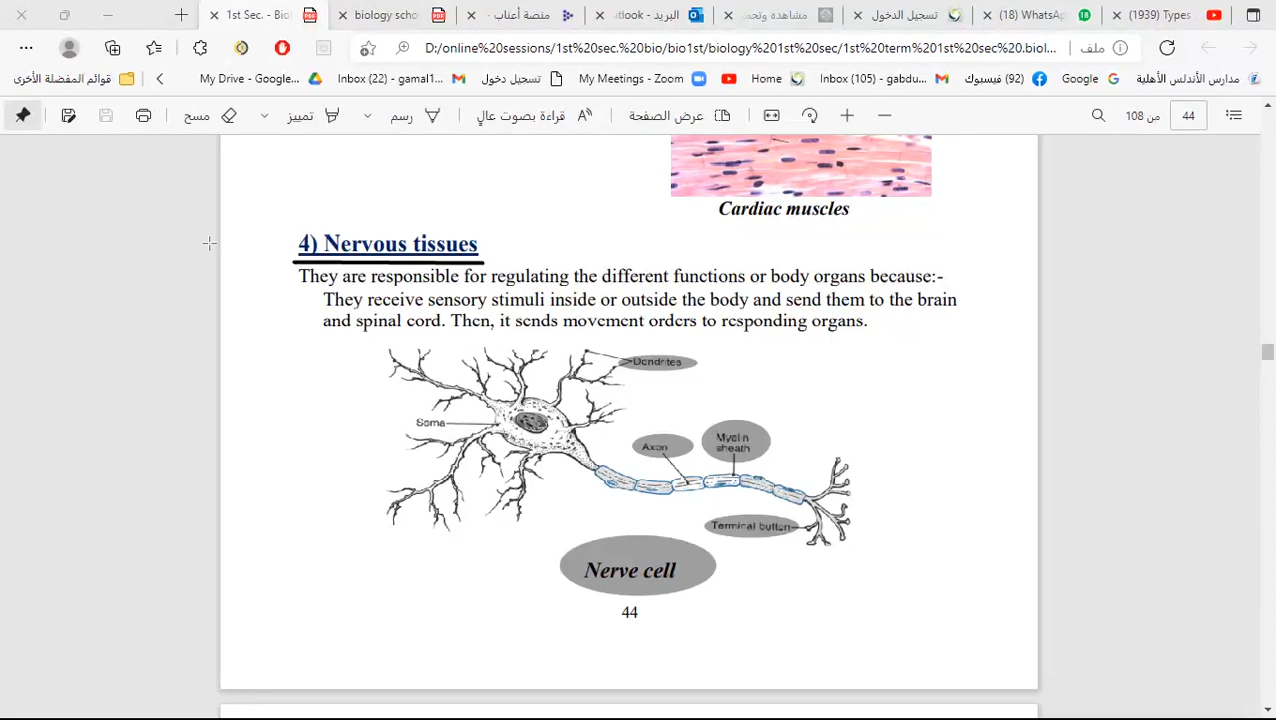 1st Sec. - Bio
biology scho
منصة أعناب -
البريد - utlook
مشاهده وتحم
تسجيل الدخول
(18) WhatsA
(1939) Types
D:/online%20sessions/1st%20sec.%20bio/bio1st/biology%201st%20sec/1st%20term%201st%20sec%20.biol...
ملف
قوائم المفضلة الأخرى
My Drive - Google...
Inbox (22) - gamal1...
تسجيل دخول
My Meetings - Zoom
Home
Inbox (105) - gabdu...
(92) فيسبوك
Google
مدارس الأندلس الأهلية
مسح
تمييز
رسم
قراءة بصوت عالٍ
عرض الصفحة
من 108
44
Cardiac muscles
4) Nervous tissues
They are responsible for regulating the different functions or body organs because:-
They receive sensory stimuli inside or outside the body and send them to the brain
and spinal cord. Then, it sends movement orders to responding organs.
Dendrites
Soma
Axon
Myelin
sheath
Terminal button
Nerve cell
44